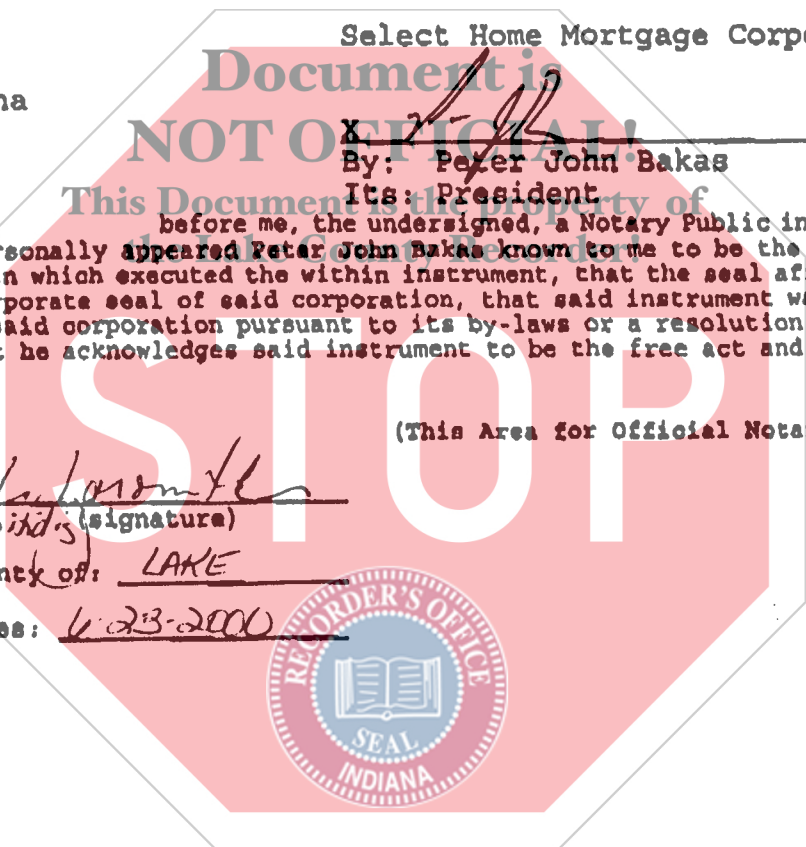 Select Home Mortgage Corpo
Document is
na
NOT OFFICIAL!
X
By: Peter John Bakas
Its: President
This Document is the property of
before me, the undersigned, a Notary Public in
rsonally appeared Peter John Bakas known to me to be the
the Lake County Recorder!
n which executed the within instrument, that the seal af
rporate seal of said corporation, that said instrument w
said corporation pursuant to its by-laws or a resolution
t he acknowledges said instrument to be the free act and
STOP
(This Area for Official Nota
(signature)
nty of: LAKE
es: 6-23-2000
RECORDER'S OFFICE
SEAL
INDIANA